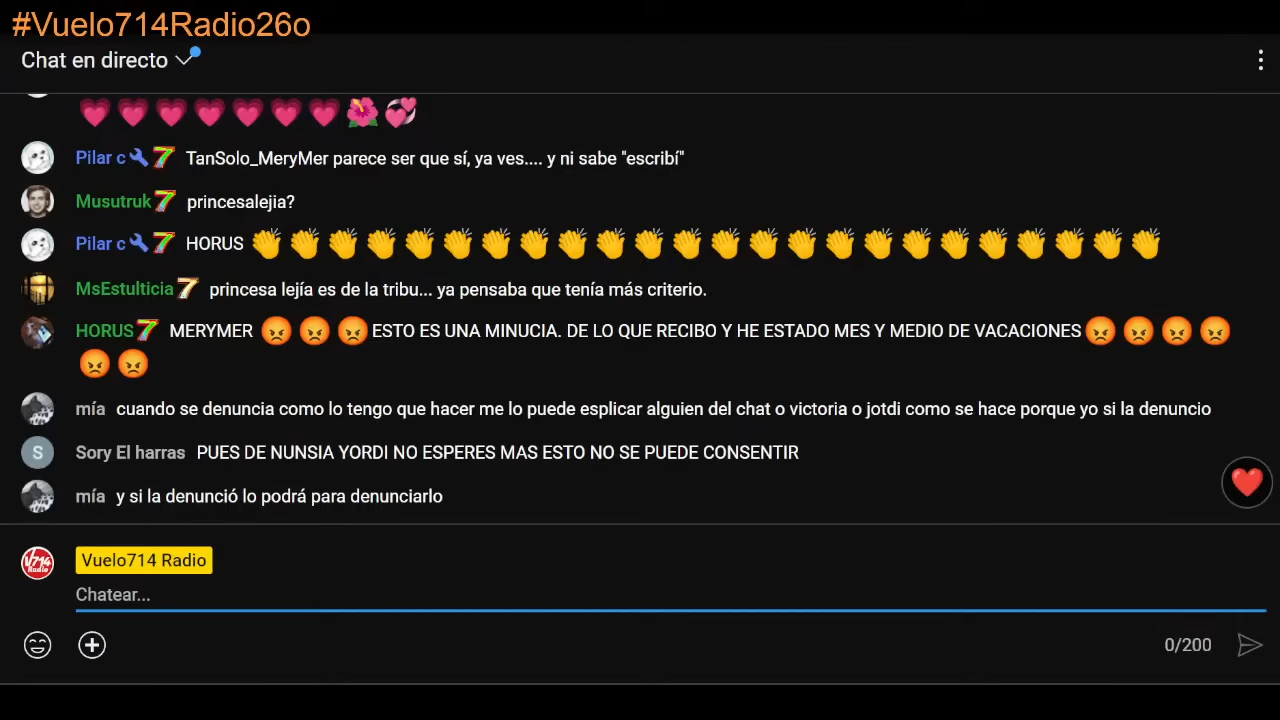 #Vuelo714Radio26o
Chat en directo
Pilar c TanSolo_MeryMer parece ser que sí, ya ves.... y ni sabe "escribí"
Musutruk princesalejia?
Pilar c HORUS 👏👏👏👏👏👏👏👏👏👏👏👏👏👏👏👏👏👏👏👏👏👏👏👏
MsEstulticia princesa lejía es de la tribu... ya pensaba que tenía más criterio.
HORUS MERYMER 😡😡😡 ESTO ES UNA MINUCIA. DE LO QUE RECIBO Y HE ESTADO MES Y MEDIO DE VACACIONES 😡😡😡😡
😡😡
mía cuando se denuncia como lo tengo que hacer me lo puede esplicar alguien del chat o victoria o jotdi como se hace porque yo si la denuncio
S Sory El harras PUES DE NUNSIA YORDI NO ESPERES MAS ESTO NO SE PUEDE CONSENTIR
mía y si la denunció lo podrá para denunciarlo
V714 Radio Vuelo714 Radio
Chatear...
0/200